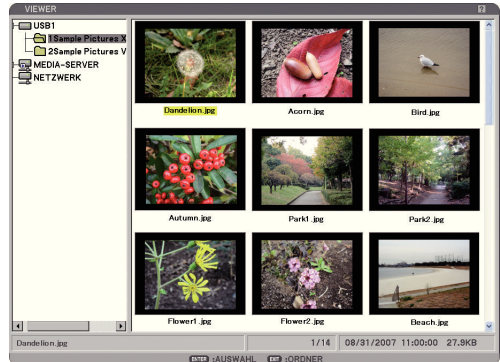 VIEWER
?
USB1
1Sample Pictures X
2Sample Pictures V
MEDIA-SERVER
NETZWERK
Dandelion.jpg
Acorn.jpg
Bird.jpg
Autumn.jpg
Park1.jpg
Park2.jpg
Flower1.jpg
Flower2.jpg
Beach.jpg
Dandelion.jpg
1/14
08/31/2007 11:00:00 27.9KB
ENTER :AUSWAHL EXIT :ORDNER